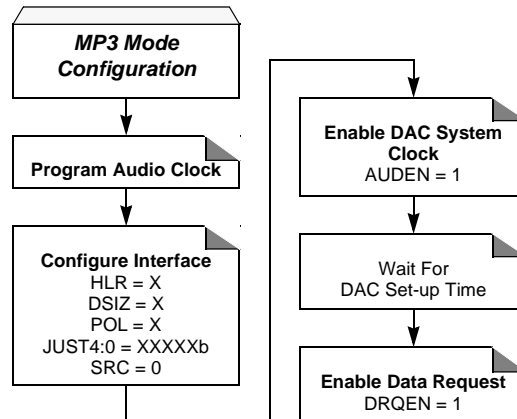 MP3 Mode
Configuration
Program Audio Clock
Configure Interface
HLR = X
DSIZ = X
POL = X
JUST4:0 = XXXXXb
SRC = 0
Enable DAC System
Clock
AUDEN = 1
Wait For
DAC Set-up Time
Enable Data Request
DRQEN = 1